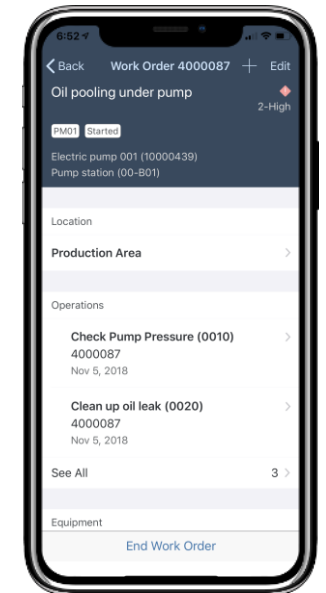 6:52
Back Work Order 4000087 + Edit
Oil pooling under pump
2-High
PM01 Started
Electric pump 001 (10000439)
Pump station (00-B01)
Location
Production Area
Operations
Check Pump Pressure (0010)
4000087
Nov 5, 2018
Clean up oil leak (0020)
4000087
Nov 5, 2018
See All 3
Equipment
End Work Order